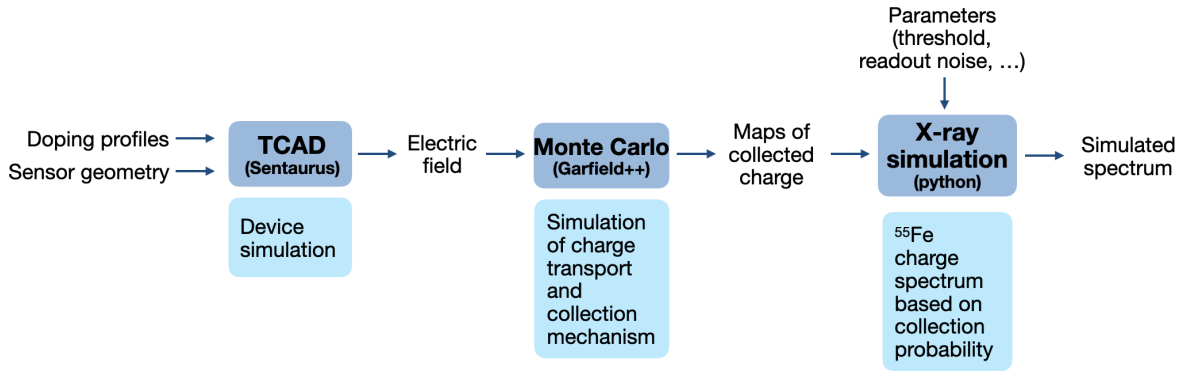 Parameters
(threshold,
readout noise, ...)
Doping profiles
Sensor geometry
TCAD
(Sentaurus)
Electric
field
Monte Carlo
(Garfield++)
Maps of
collected
charge
X-ray
simulation
(python)
Simulated
spectrum
Device
simulation
Simulation
of charge
transport
and
collection
mechanism
⁵⁵Fe
charge
spectrum
based on
collection
probability